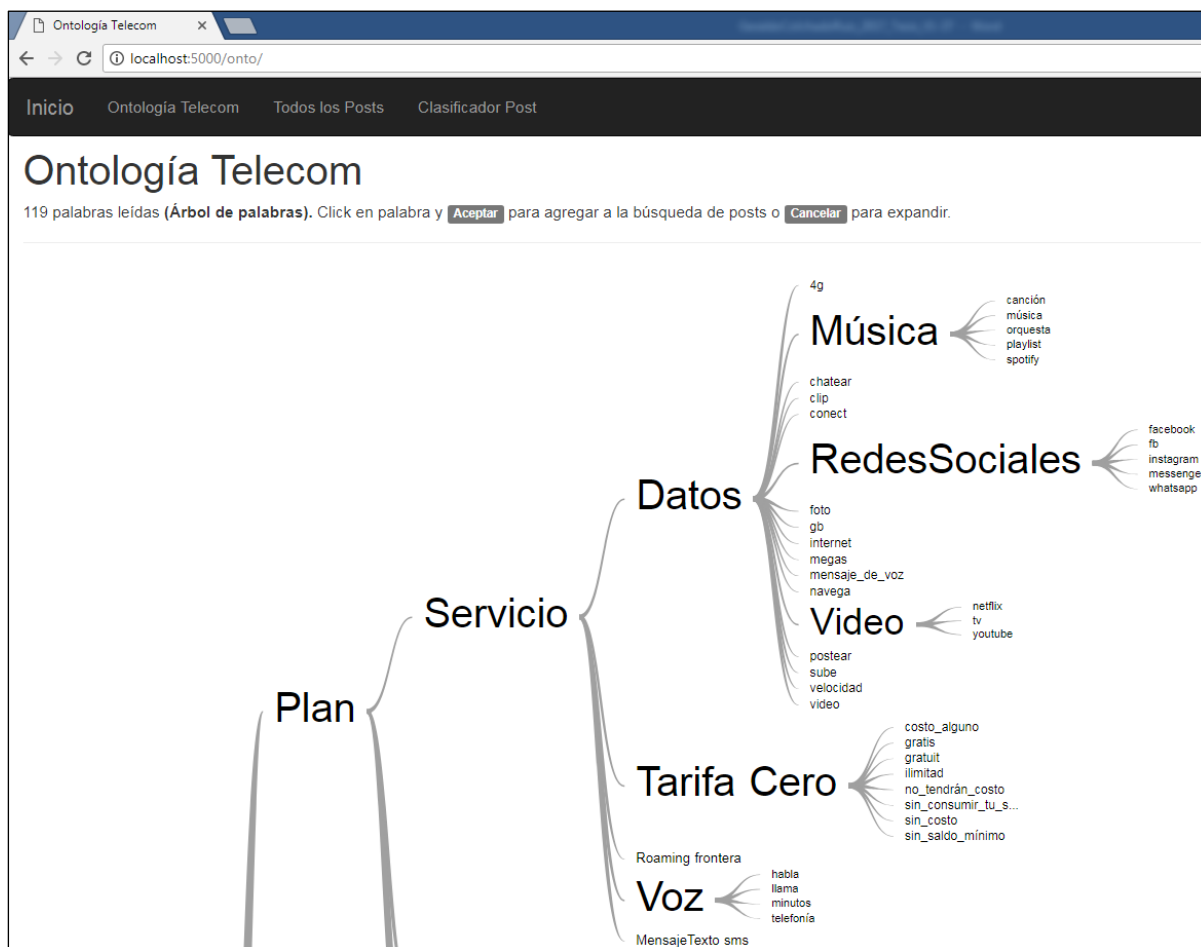 Ontología Telecom
localhost:5000/onto/
Inicio Ontología Telecom Todos los Posts Clasificador Post
Ontología Telecom
119 palabras leídas (Árbol de palabras). Click en palabra y Aceptar para agregar a la búsqueda de posts o Cancelar para expandir.
Plan
Servicio
Datos
4g
Música
canción
música
orquesta
playlist
spotify
chatear
clip
conect
RedesSociales
facebook
fb
instagram
messenge
whatsapp
foto
gb
internet
megas
mensaje_de_voz
navega
Video
netflix
tv
youtube
postear
sube
velocidad
video
Tarifa Cero
costo_alguno
gratis
gratuit
ilimitad
no_tendrán_costo
sin_consumir_tu_s...
sin_costo
sin_saldo_mínimo
Roaming frontera
Voz
habla
llama
minutos
telefonía
MensajeTexto sms